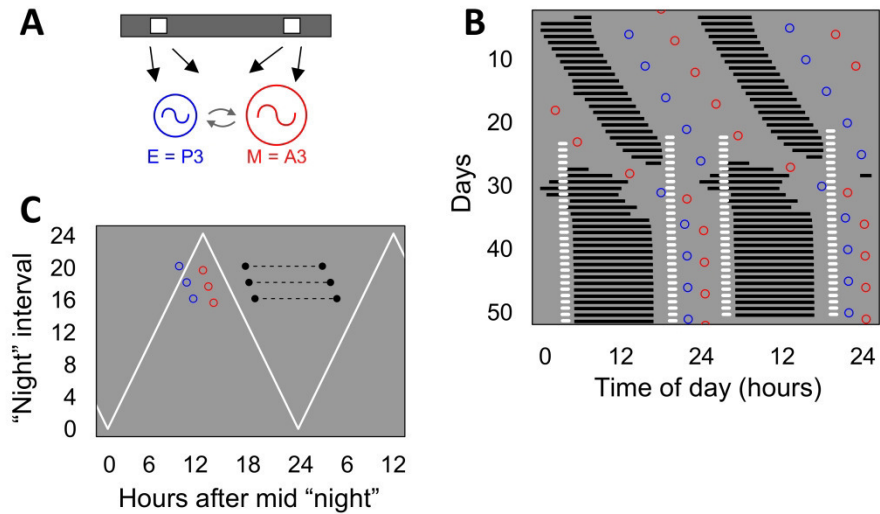 A
E = P3
M = A3
B
Days
10
20
30
40
50
0 12 24 12 24
Time of day (hours)
C
"Night" interval
24
20
16
12
8
4
0
0 6 12 18 24 6 12
Hours after mid "night"